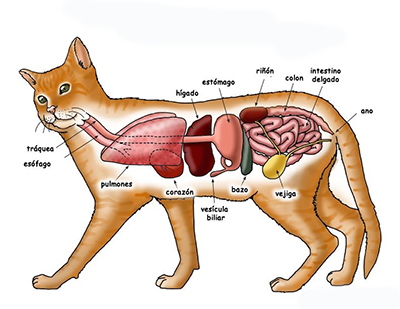 riñón
intestino
delgado
estómago
colon
hígado
ano
tráquea
esófago
pulmones
corazón
bazo
vejiga
vesícula
biliar